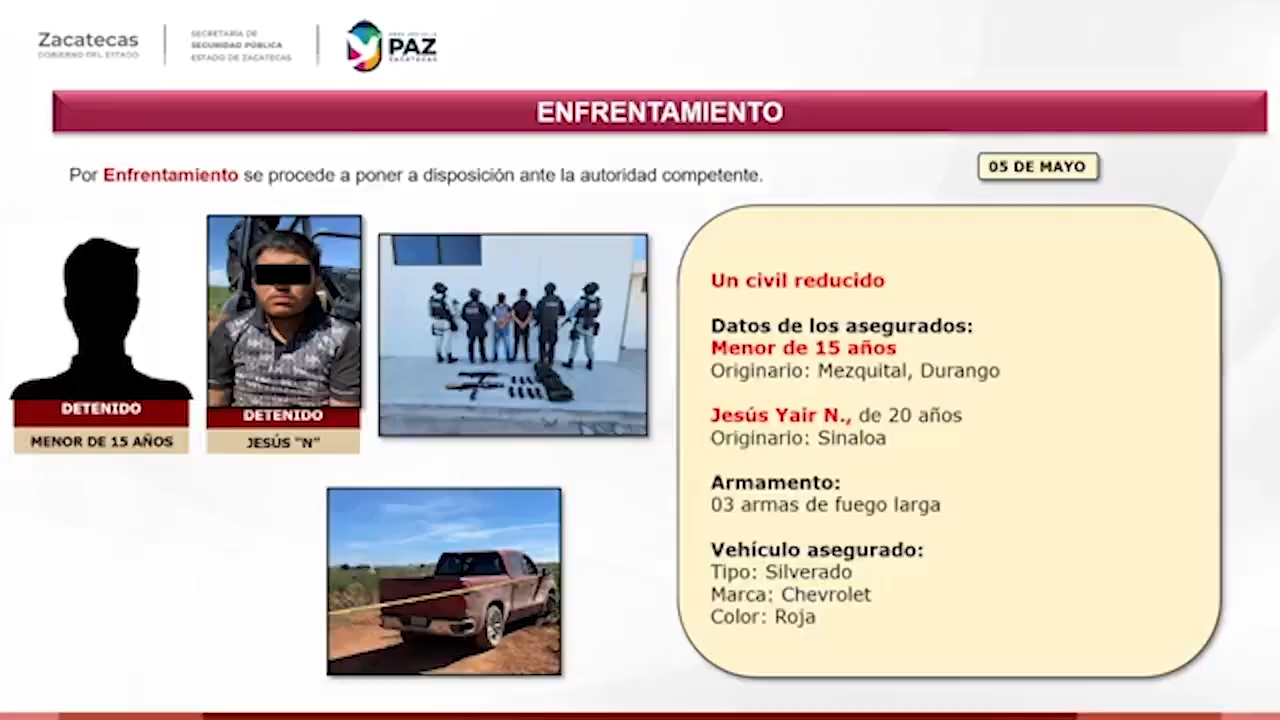 Zacatecas
GOBIERNO DEL ESTADO
SECRETARÍA DE
SEGURIDAD PÚBLICA
ESTADO DE ZACATECAS
PAZ
ZACATECAS
ENFRENTAMIENTO
Por Enfrentamiento se procede a poner a disposición ante la autoridad competente.
05 DE MAYO
DETENIDO
MENOR DE 15 AÑOS
DETENIDO
JESÚS "N"
Un civil reducido
Datos de los asegurados:
Menor de 15 años
Originario: Mezquital, Durango
Jesús Yair N., de 20 años
Originario: Sinaloa
Armamento:
03 armas de fuego larga
Vehículo asegurado:
Tipo: Silverado
Marca: Chevrolet
Color: Roja